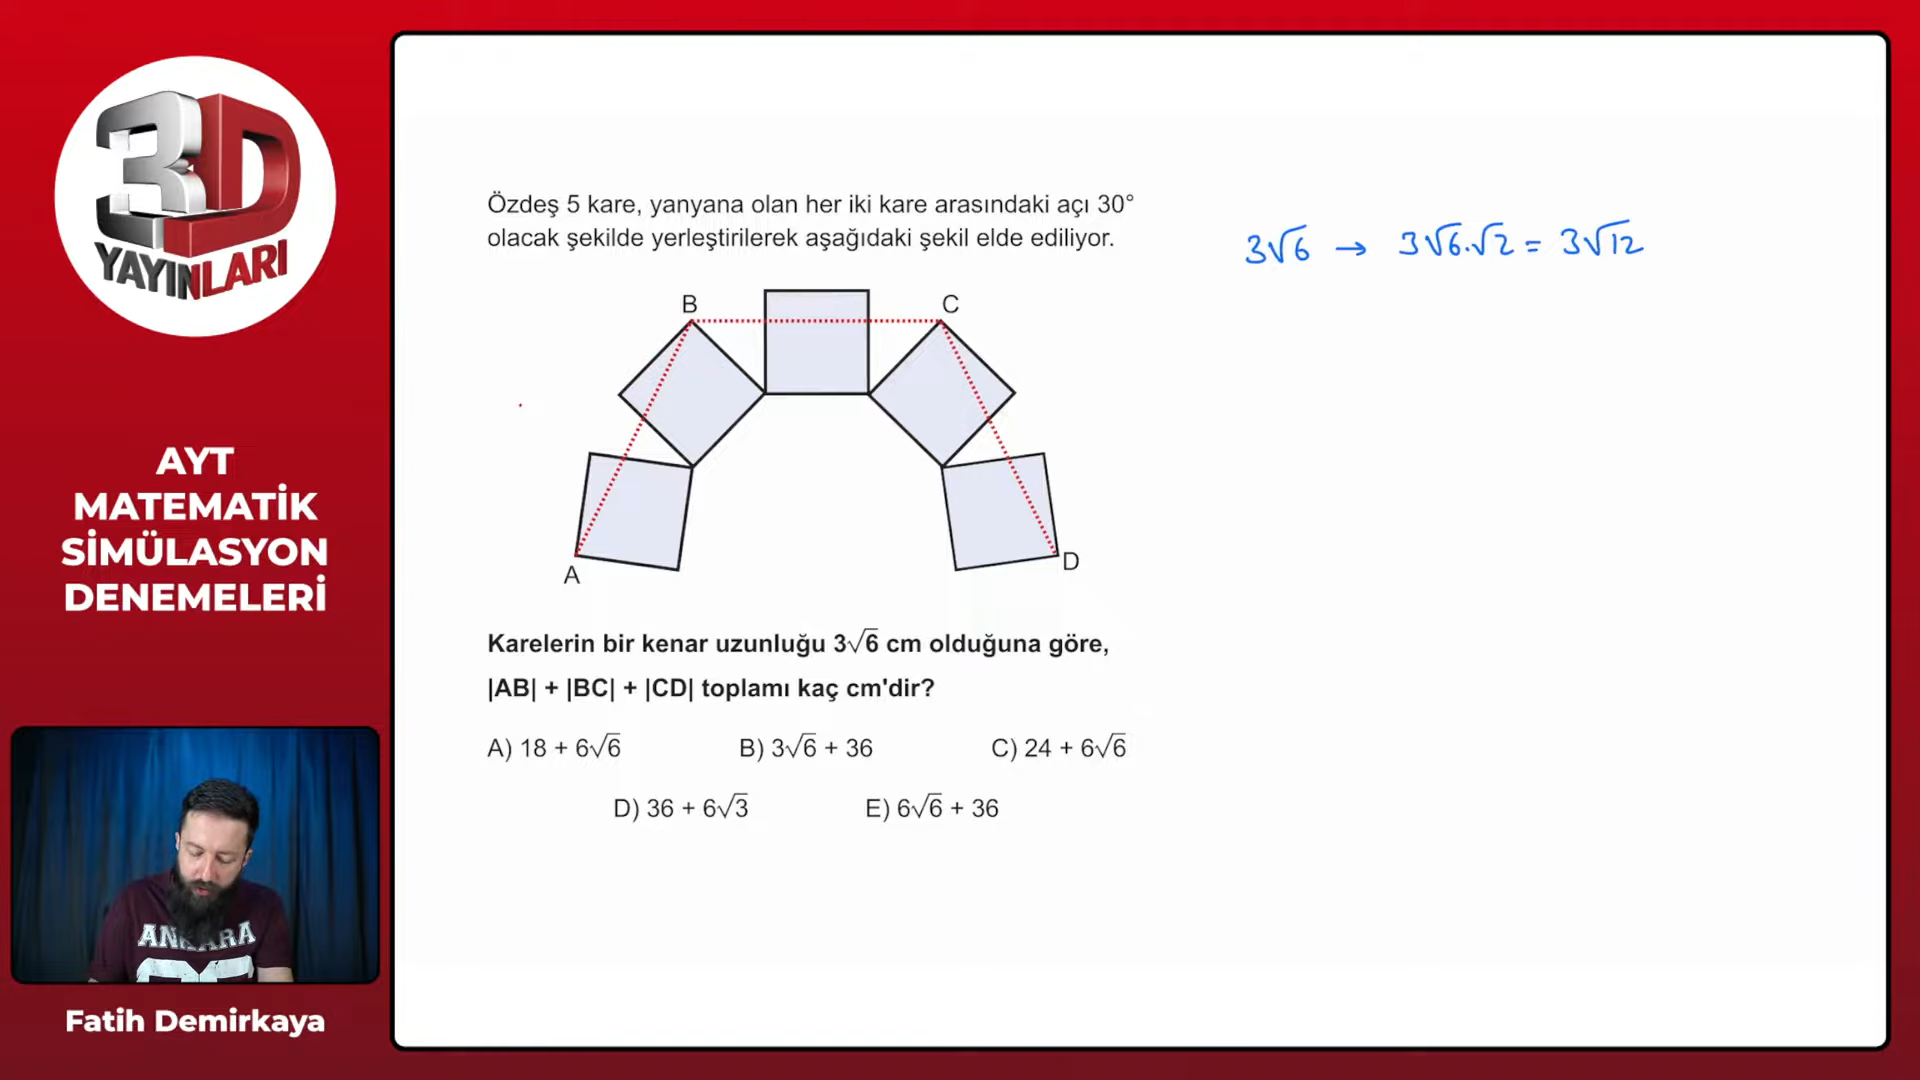 3D
YAYINLARI
AYT
MATEMATİK
SİMÜLASYON
DENEMELERİ
ANKARA
Fatih Demirkaya
Özdeş 5 kare, yanyana olan her iki kare arasındaki açı 30°
olacak şekilde yerleştirilerek aşağıdaki şekil elde ediliyor.
3√6 → 3√6.√2 = 3√12
B
C
A
D
Karelerin bir kenar uzunluğu 3√6 cm olduğuna göre,
|AB| + |BC| + |CD| toplamı kaç cm'dir?
A) 18 + 6√6 B) 3√6 + 36 C) 24 + 6√6
D) 36 + 6√3 E) 6√6 + 36